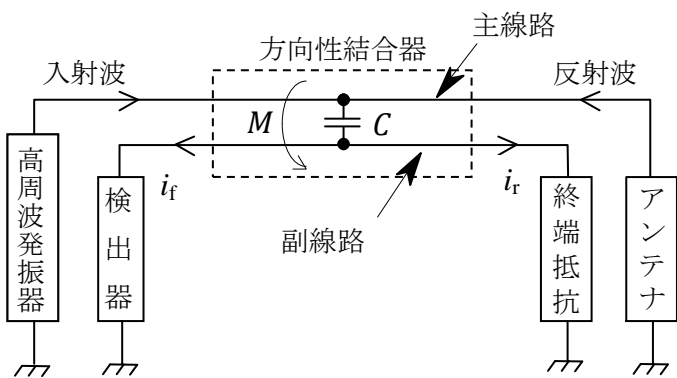 方向性結合器
主線路
入射波
反射波
M
C
i_f
i_r
副線路
高周波発振器
検出器
終端抵抗
アンテナ